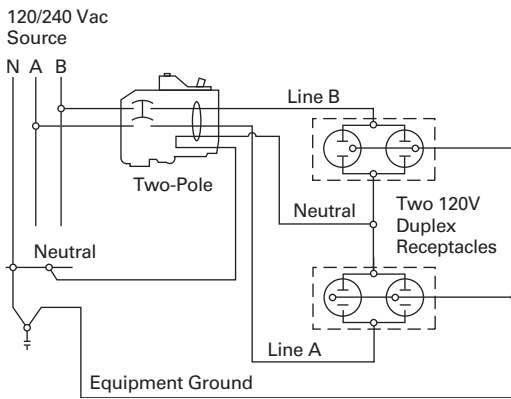 120/240 Vac
Source
N A B
Line B
Two-Pole
Neutral
Two 120V
Duplex
Receptacles
Neutral
Line A
Equipment Ground